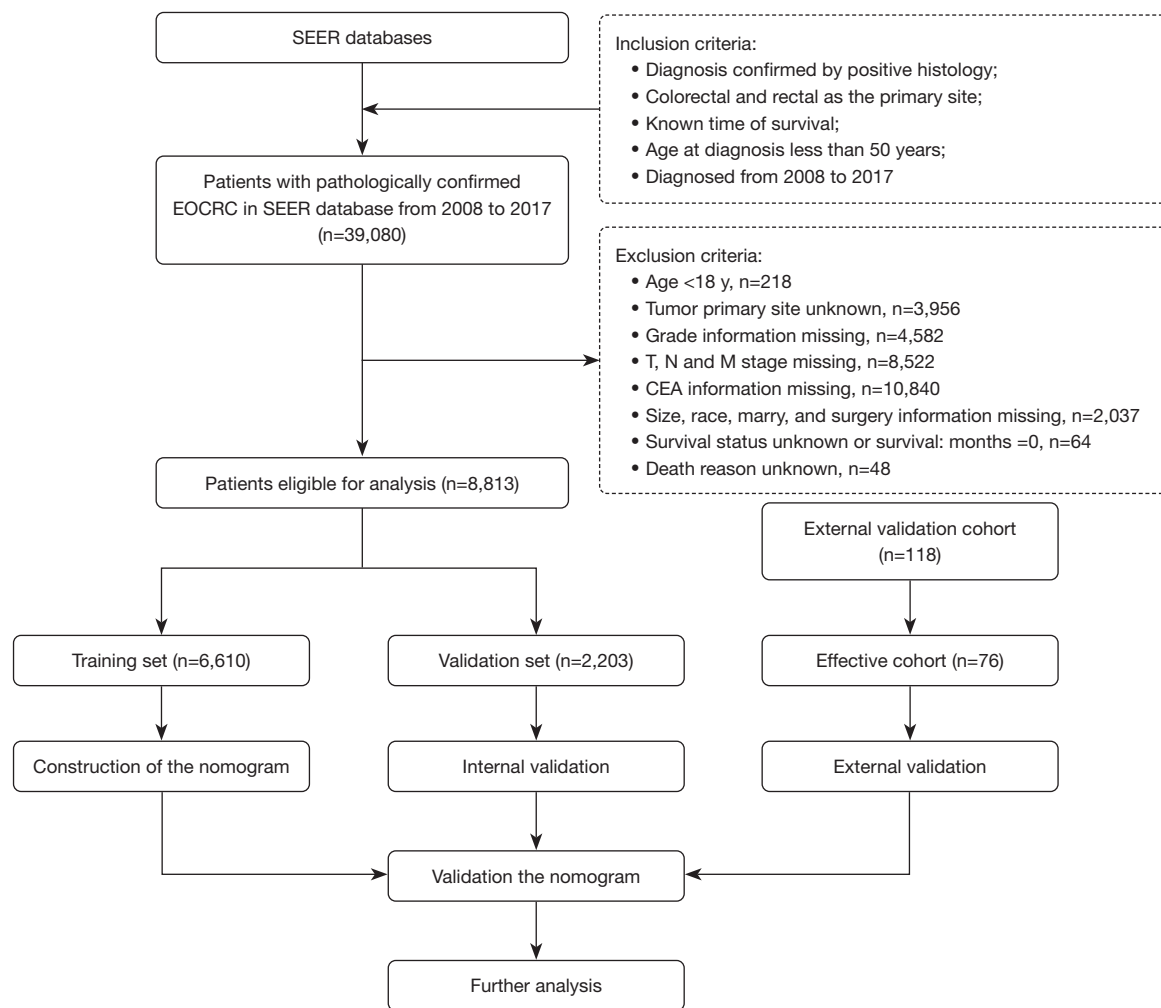 SEER databases
Inclusion criteria:
• Diagnosis confirmed by positive histology;
• Colorectal and rectal as the primary site;
• Known time of survival;
• Age at diagnosis less than 50 years;
• Diagnosed from 2008 to 2017
Patients with pathologically confirmed
EOCRC in SEER database from 2008 to 2017
(n=39,080)
Exclusion criteria:
• Age <18 y, n=218
• Tumor primary site unknown, n=3,956
• Grade information missing, n=4,582
• T, N and M stage missing, n=8,522
• CEA information missing, n=10,840
• Size, race, marry, and surgery information missing, n=2,037
• Survival status unknown or survival: months =0, n=64
• Death reason unknown, n=48
Patients eligible for analysis (n=8,813)
External validation cohort
(n=118)
Training set (n=6,610)
Validation set (n=2,203)
Effective cohort (n=76)
Construction of the nomogram
Internal validation
External validation
Validation the nomogram
Further analysis